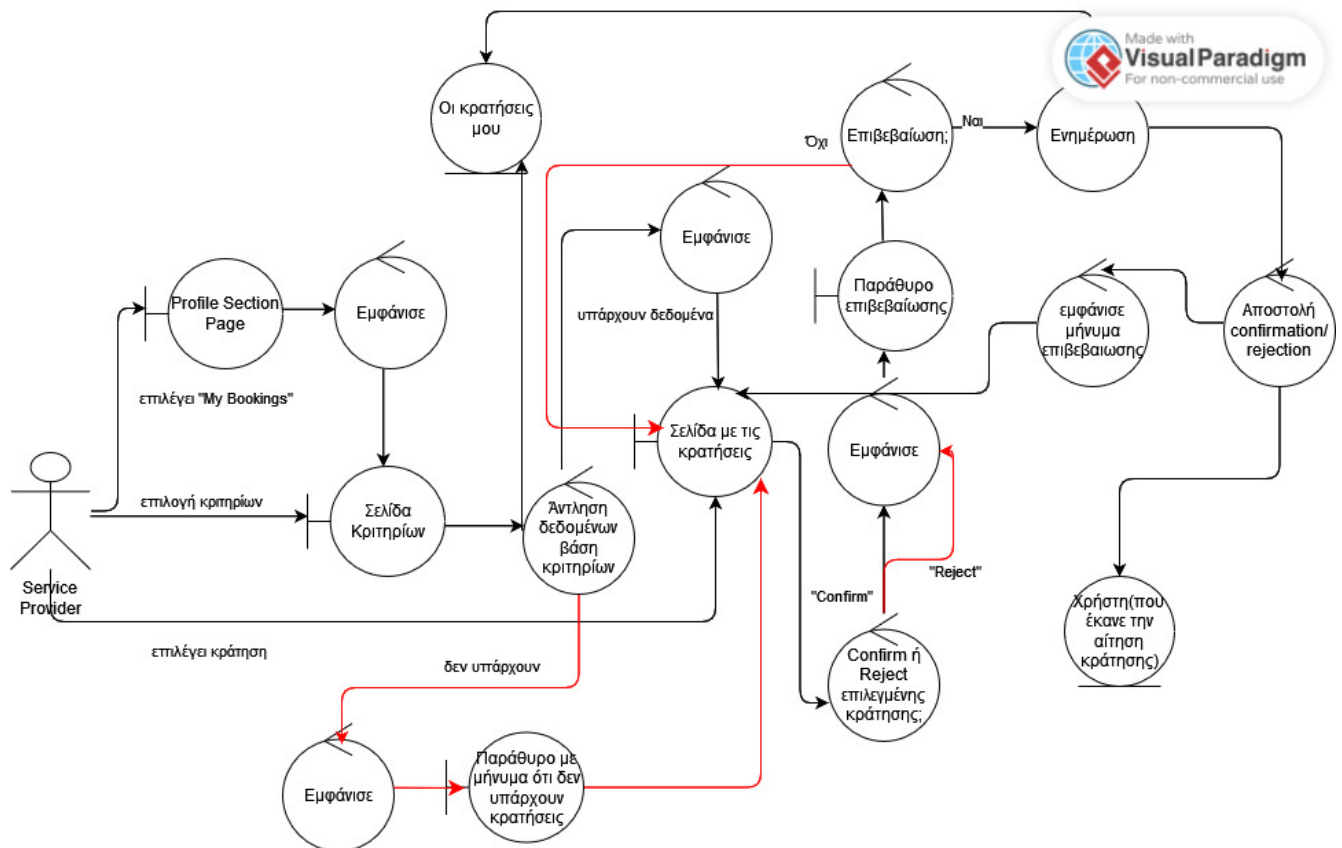 Made with
Visual Paradigm
For non-commercial use
Οι κρατήσεις
μου
Όχι
Επιβεβαίωση;
Ναι
Ενημέρωση
Εμφάνισε
Profile Section
Page
Εμφάνισε
υπάρχουν δεδομένα
Παράθυρο
επιβεβαίωσης
εμφάνισε
μήνυμα
επιβεβαιωσης
Αποστολή
confirmation/
rejection
επιλέγει "My Bookings"
Σελίδα με τις
κρατήσεις
Εμφάνισε
επιλογή κριτηρίων
Σελίδα
Κριτηρίων
Άντληση
δεδομένων
βάση
κριτηρίων
Service
Provider
"Confirm"
"Reject"
Χρήστη(που
έκανε την
αίτηση
κράτησης)
επιλέγει κράτηση
δεν υπάρχουν
Confirm ή
Reject
επιλεγμένης
κράτησης;
Εμφάνισε
Παράθυρο με
μήνυμα ότι δεν
υπάρχουν
κρατήσεις